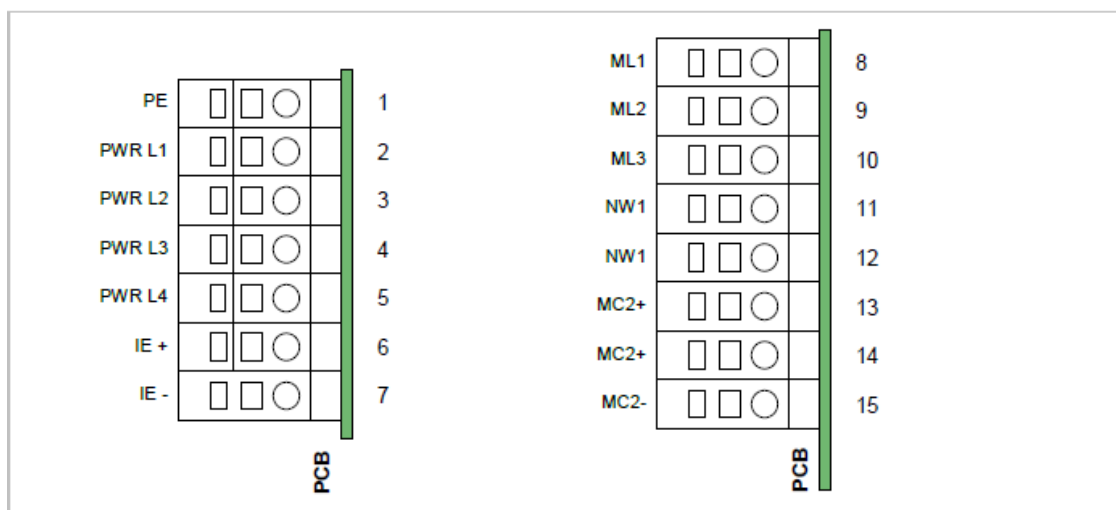 PE 1
PWR L1 2
PWR L2 3
PWR L3 4
PWR L4 5
IE + 6
IE - 7
PCB
ML1 8
ML2 9
ML3 10
NW1 11
NW1 12
MC2+ 13
MC2+ 14
MC2- 15
PCB